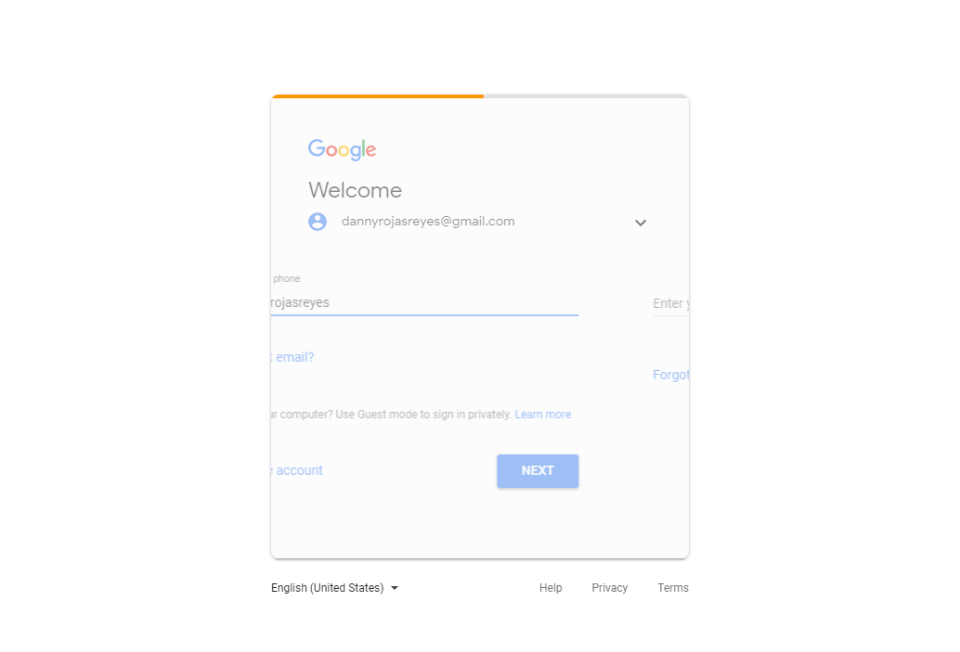 Google
Welcome
dannyrojasreyes@gmail.com
phone
rojasreyes
Enter
email?
Forgot
computer? Use Guest mode to sign in privately. Learn more
account
NEXT
English (United States)
Help Privacy Terms